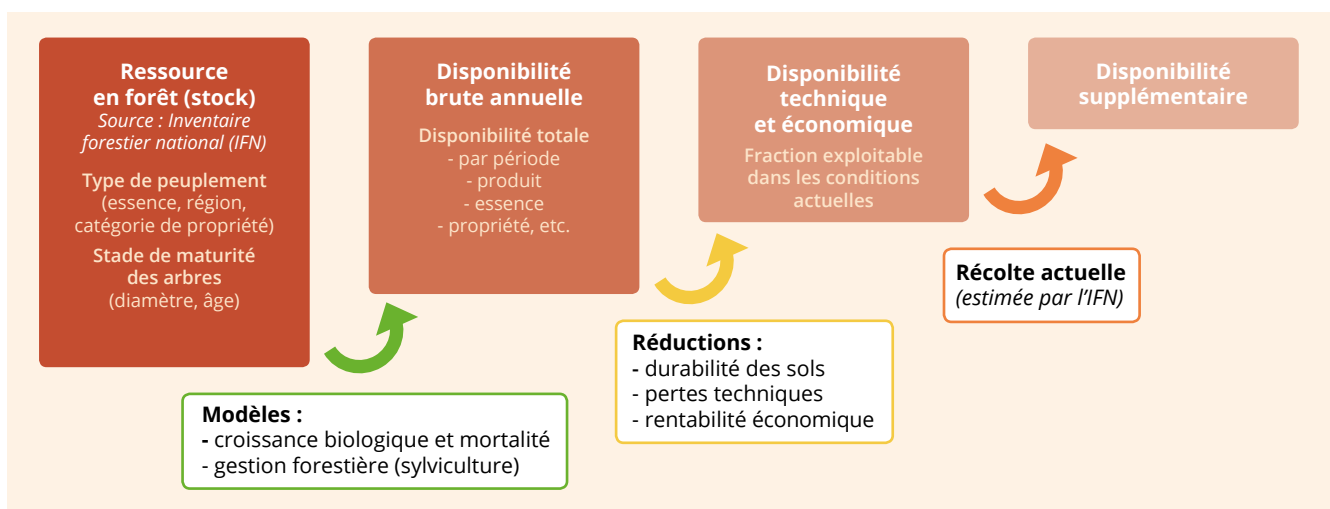 Ressource
en forêt (stock)
Source : Inventaire
forestier national (IFN)
Type de peuplement
(essence, région,
catégorie de propriété)
Stade de maturité
des arbres
(diamètre, âge)
Modèles :
- croissance biologique et mortalité
- gestion forestière (sylviculture)
Disponibilité
brute annuelle
Disponibilité totale
- par période
- produit
- essence
- propriété, etc.
Réductions :
- durabilité des sols
- pertes techniques
- rentabilité économique
Disponibilité
technique
et économique
Fraction exploitable
dans les conditions
actuelles
Récolte actuelle
(estimée par l’IFN)
Disponibilité
supplémentaire